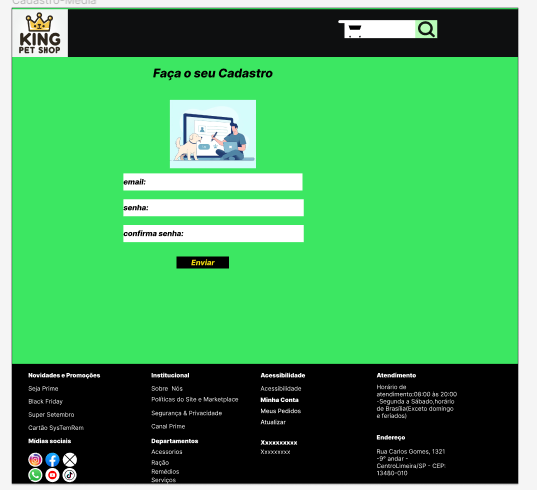 Cadastro-Média
KING
PET SHOP
Faça o seu Cadastro
email:
senha:
confirma senha:
Enviar
Novidades e Promoções
Seja Prime
Black Friday
Super Setembro
Cartão SysTemRem
Mídias sociais
Institucional
Sobre Nós
Políticas do Site e Marketplace
Segurança & Privacidade
Canal Prime
Departamentos
Acessorios
Ração
Remédios
Serviços
Acessibilidade
Acessibilidade
Minha Conta
Meus Pedidos
Atualizar
Xxxxxxxxxx
Xxxxxxxxx
Atendimento
Horário de
atendimento:08:00 às 20:00
-Segunda a Sábado,horário
de Brasília(Exceto domingo
e feriados)
Endereço
Rua Carlos Gomes, 1321
-9° andar -
CentroLimeira/SP - CEP:
13480-010